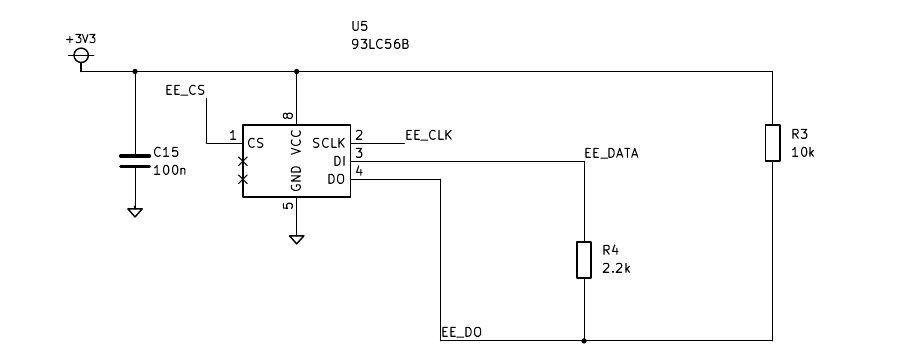 U5
93LC56B
+3V3
EE_CS
8
1
CS
VCC
SCLK
2
EE_CLK
DI
3
EE_DATA
DO
4
GND
5
C15
100n
R3
10k
R4
2.2k
EE_DO